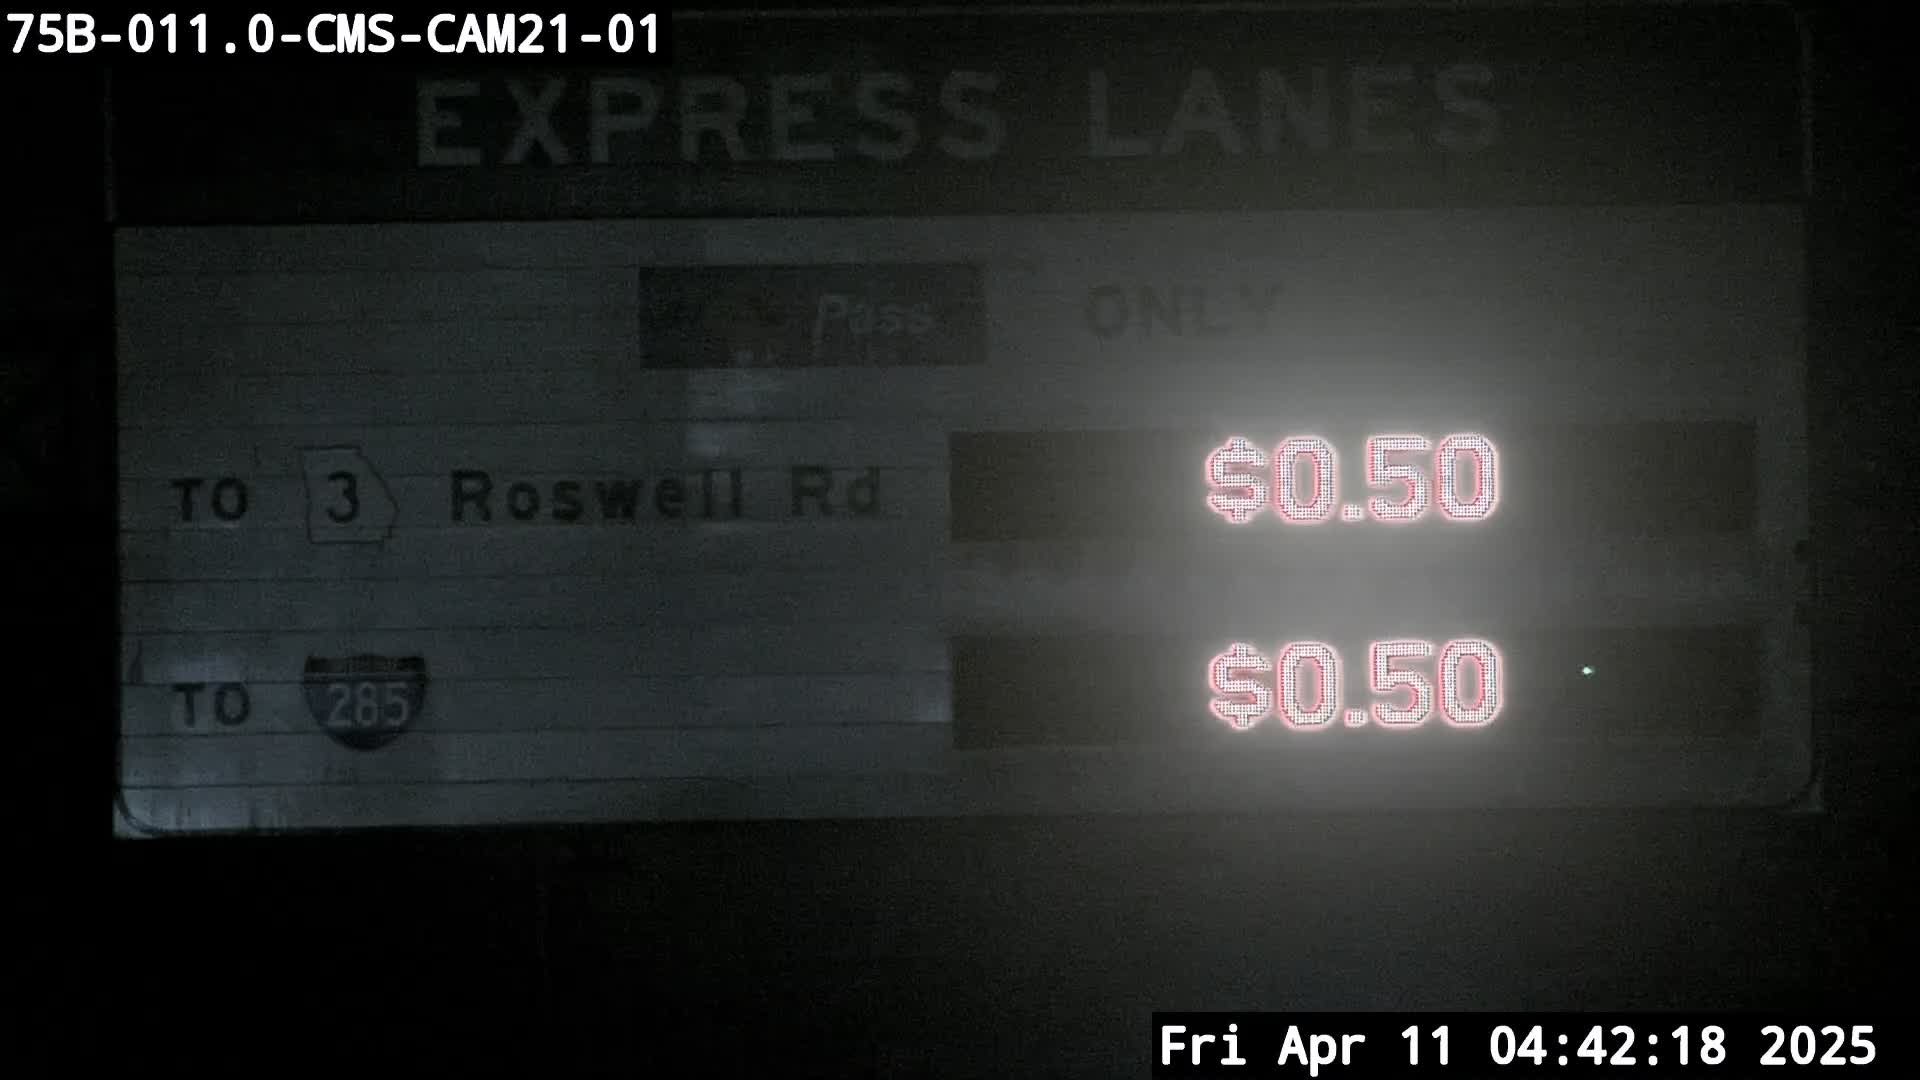 75B-011.0-CMS-CAM21-01
EXPRESS LANES
Pass ONLY
TO 3 Roswell Rd $0.50
TO 285 $0.50
Fri Apr 11 04:42:18 2025